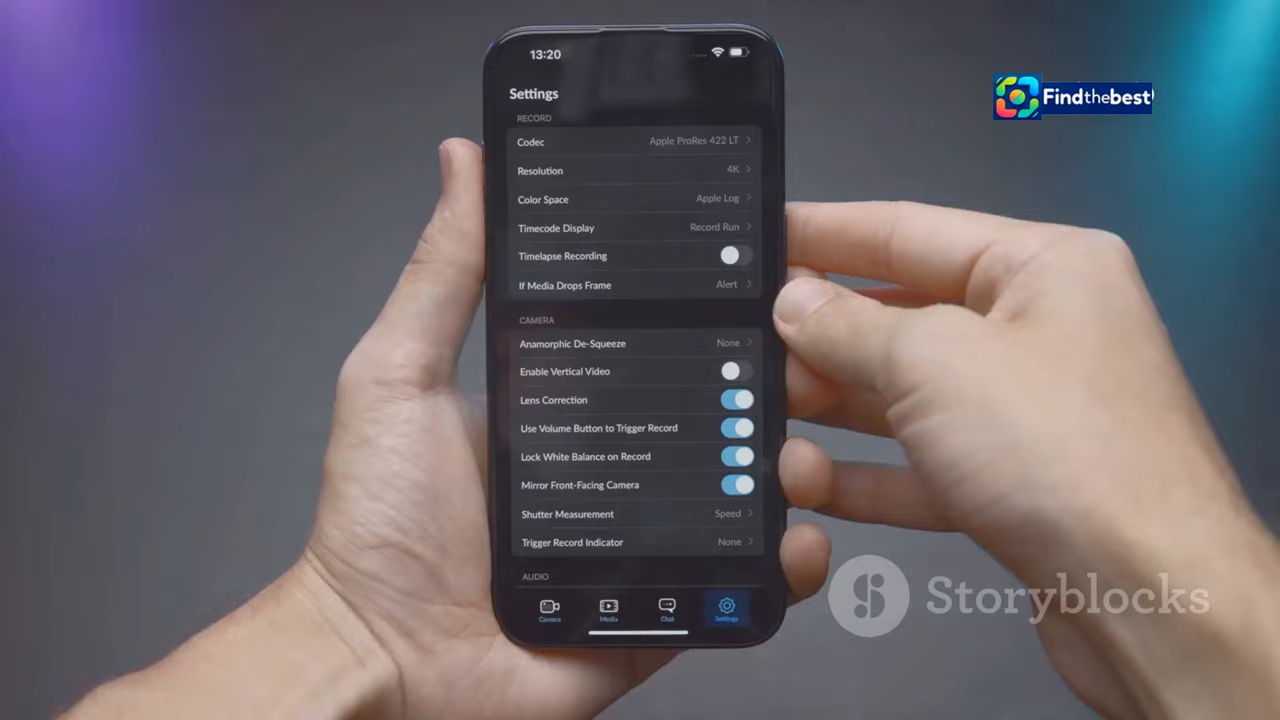 13:20
Settings
RECORD
Codec Apple ProRes 422 LT
Resolution 4K
Color Space Apple Log
Timecode Display Record Run
Timelapse Recording
If Media Drops Frame Alert
CAMERA
Anamorphic De-Squeeze None
Enable Vertical Video
Lens Correction
Use Volume Button to Trigger Record
Lock White Balance on Record
Mirror Front-Facing Camera
Shutter Measurement Speed
Trigger Record Indicator None
AUDIO
Camera Media Chat Settings
Findthebest
Storyblocks